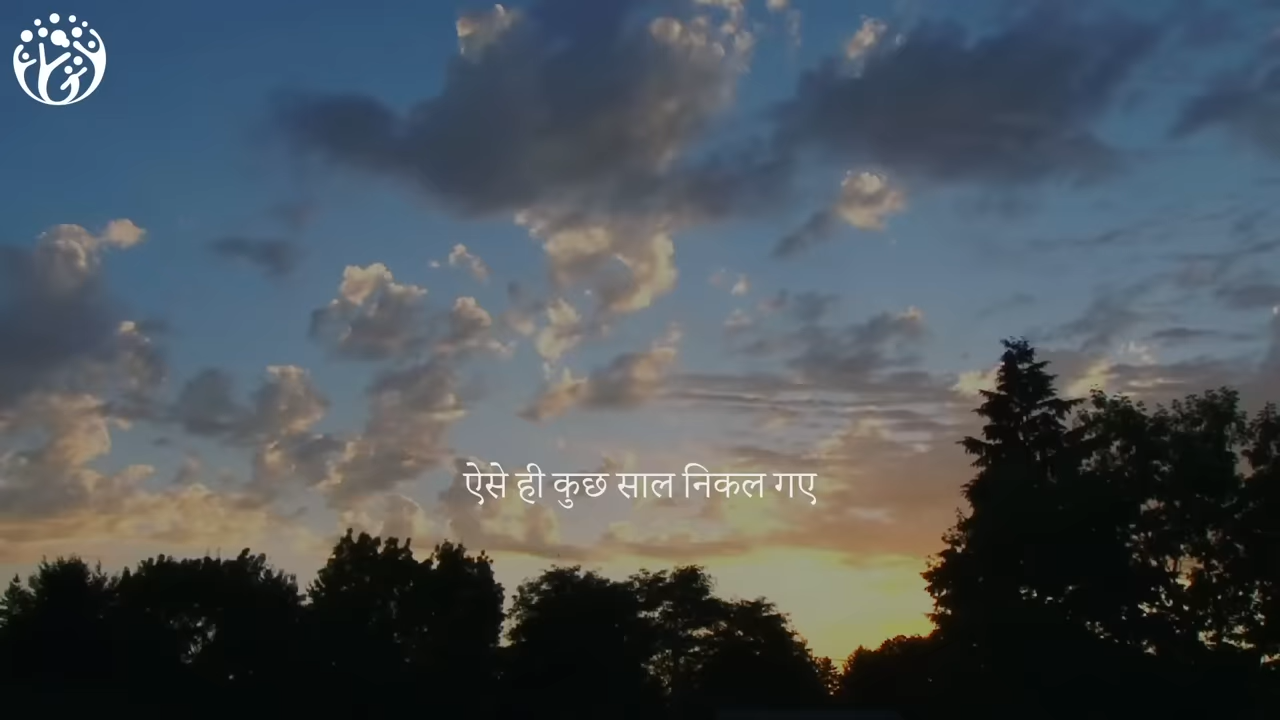 ऐसे ही कुछ साल निकल गए